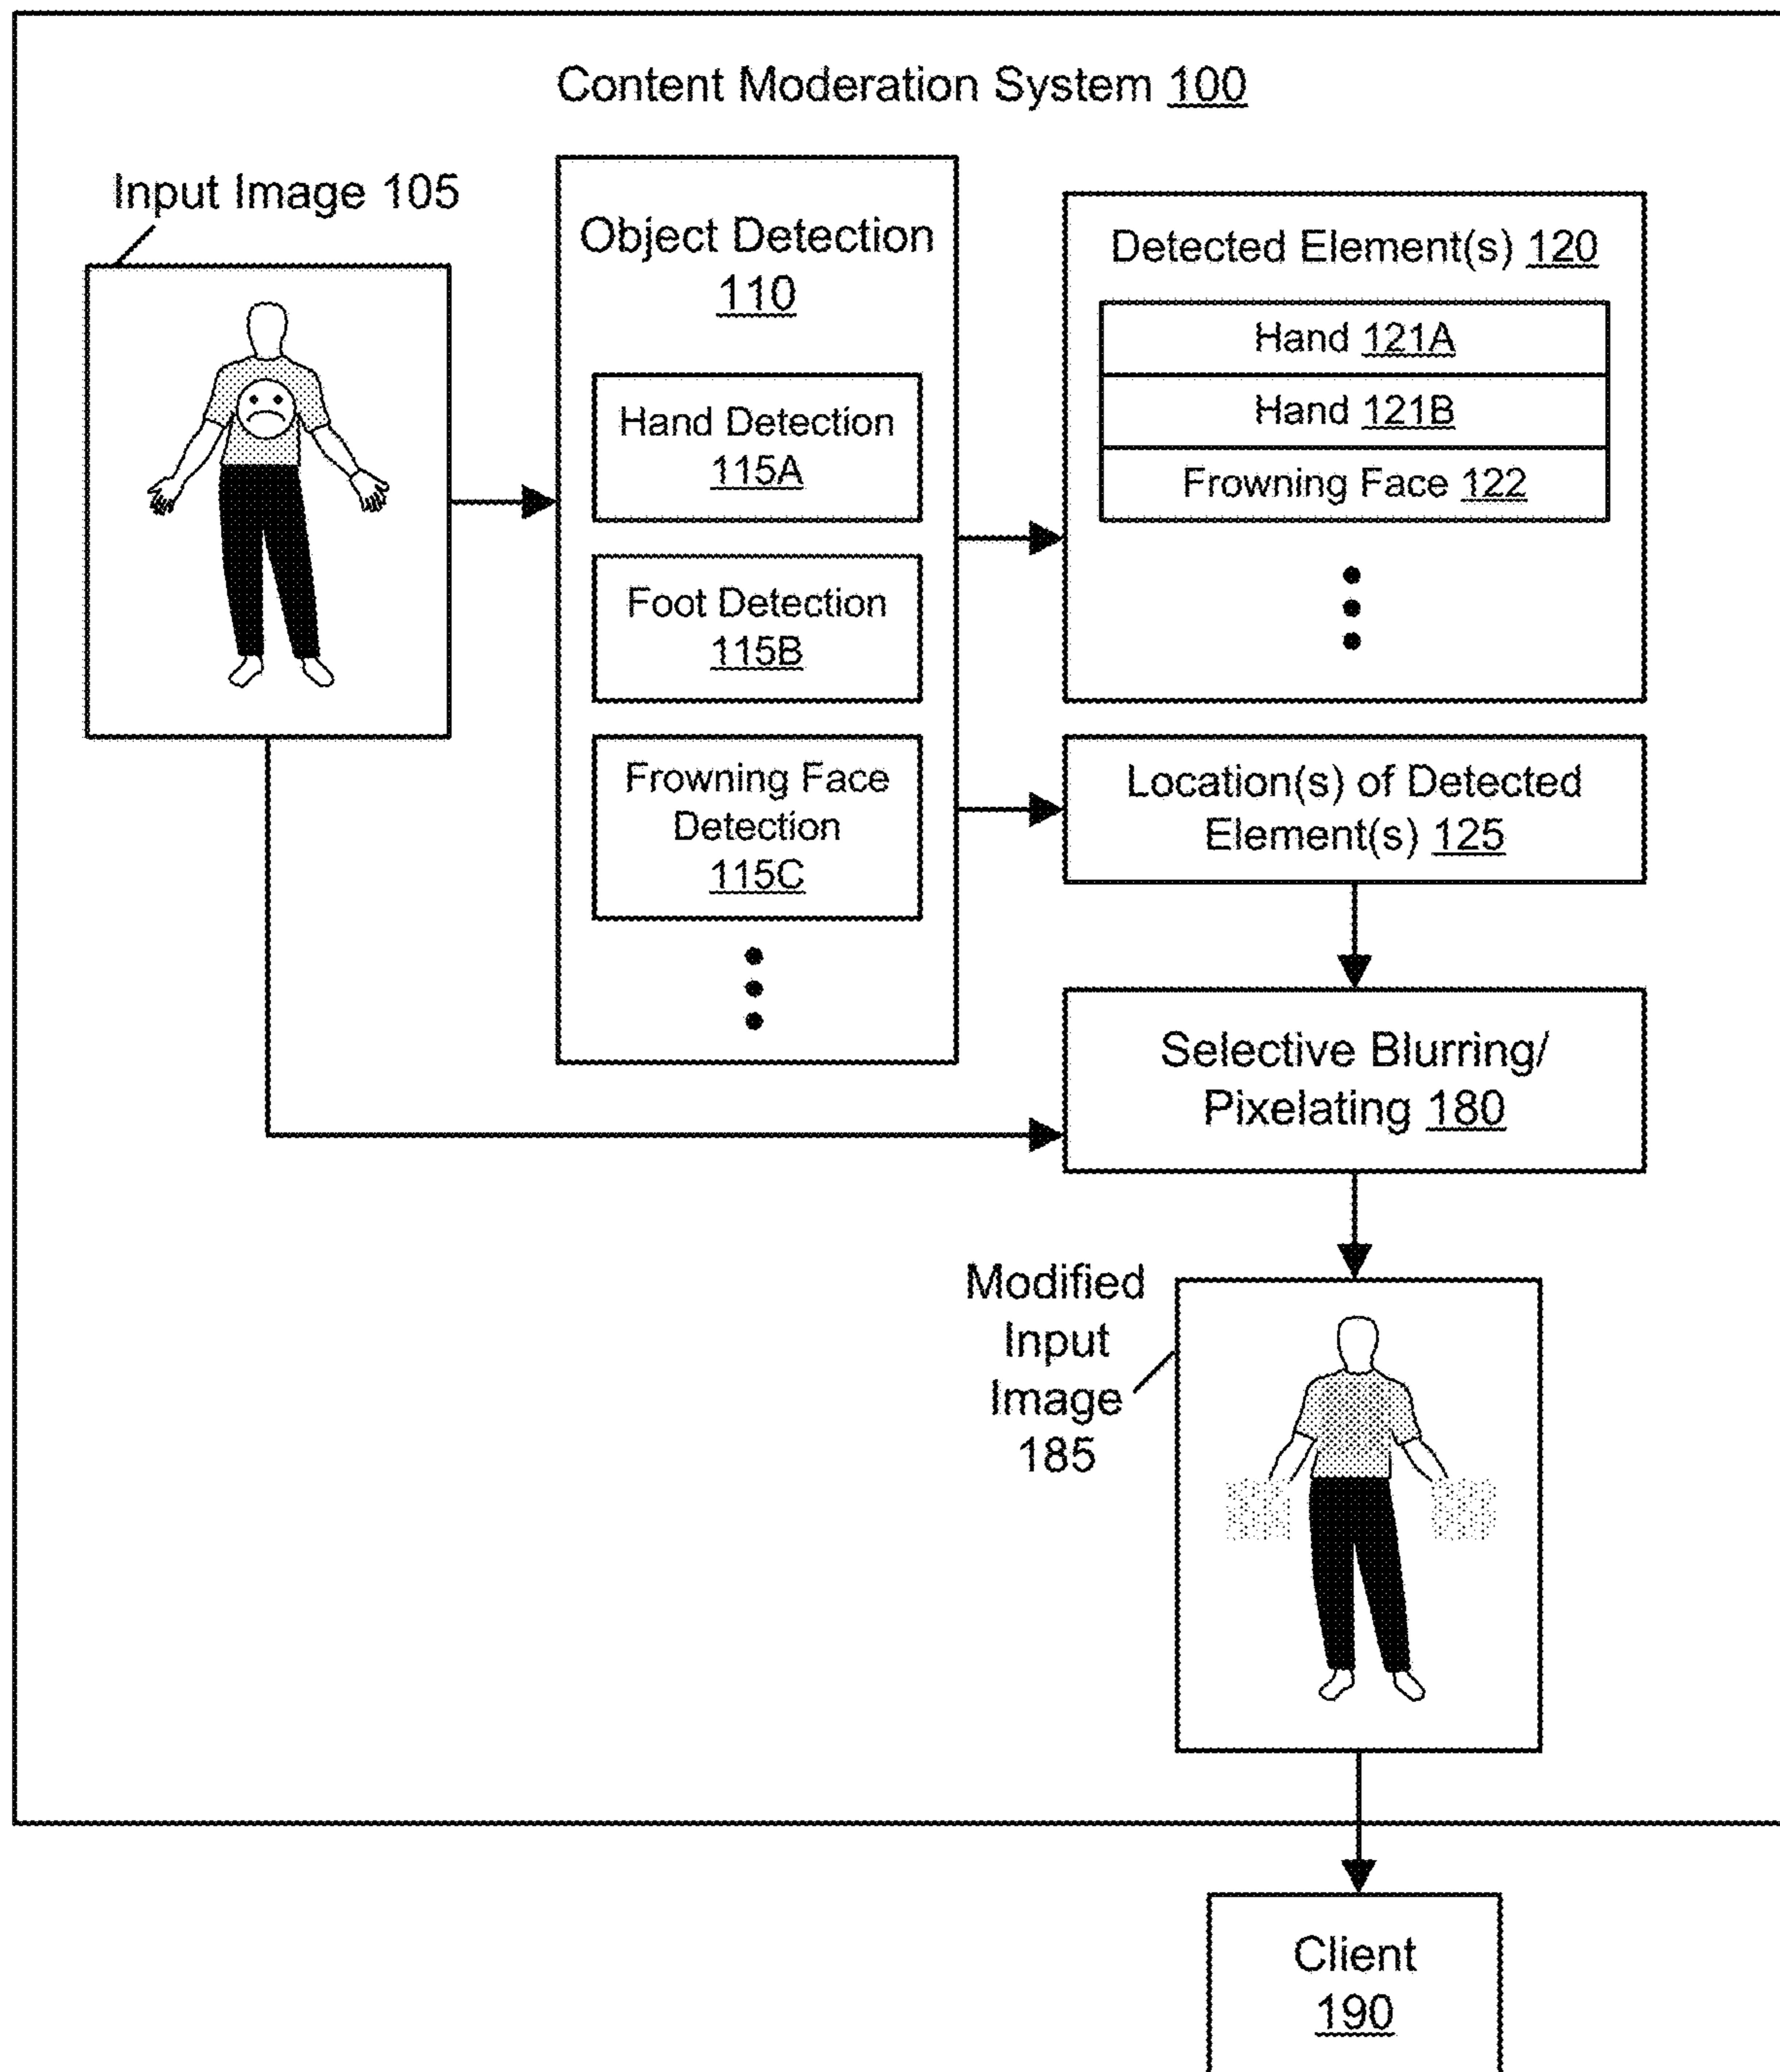 Content Moderation System 100
Input Image 105
Object Detection
110
Hand Detection
115A
Foot Detection
115B
Frowning Face
Detection
115C
Detected Element(s) 120
Hand 121A
Hand 121B
Frowning Face 122
Location(s) of Detected
Element(s) 125
Selective Blurring/
Pixelating 180
Modified
Input
Image
185
Client
190